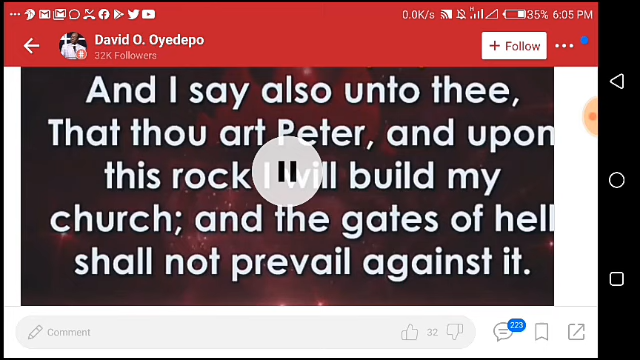 0.0K/s 35% 6:05 PM
David O. Oyedepo
32K Followers
+ Follow
And I say also unto thee,
That thou art Peter, and upon
this rock I will build my
church; and the gates of hell
shall not prevail against it.
Comment
32
223